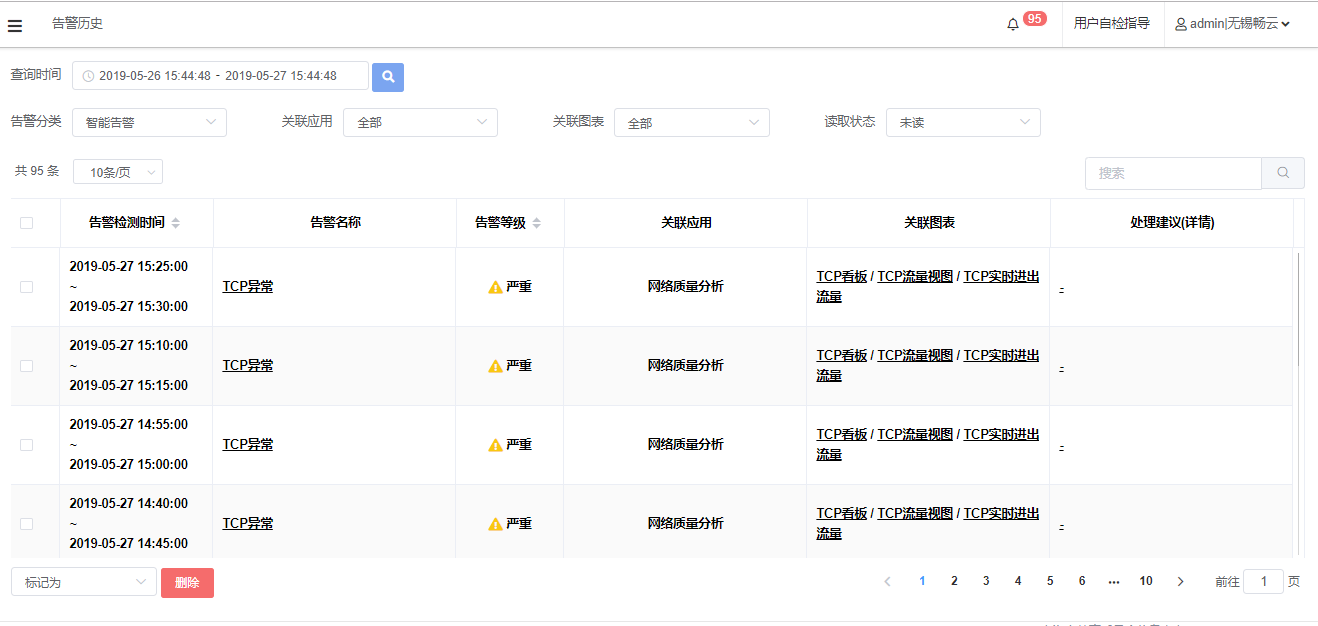 告警历史
95
用户自检指导
admin|无锡畅云
查询时间
2019-05-26 15:44:48 - 2019-05-27 15:44:48
告警分类
智能告警
关联应用
全部
关联图表
全部
读取状态
未读
共 95 条
10条/页
搜索
告警检测时间 告警名称 告警等级 关联应用 关联图表 处理建议(详情)
2019-05-27 15:25:00
~
2019-05-27 15:30:00
TCP异常
严重
网络质量分析
TCP看板 / TCP流量视图 / TCP实时进出
流量
-
2019-05-27 15:10:00
~
2019-05-27 15:15:00
TCP异常
严重
网络质量分析
TCP看板 / TCP流量视图 / TCP实时进出
流量
-
2019-05-27 14:55:00
~
2019-05-27 15:00:00
TCP异常
严重
网络质量分析
TCP看板 / TCP流量视图 / TCP实时进出
流量
-
2019-05-27 14:40:00
~
2019-05-27 14:45:00
TCP异常
严重
网络质量分析
TCP看板 / TCP流量视图 / TCP实时进出
流量
-
标记为
删除
1 2 3 4 5 6 ... 10
前往 1 页